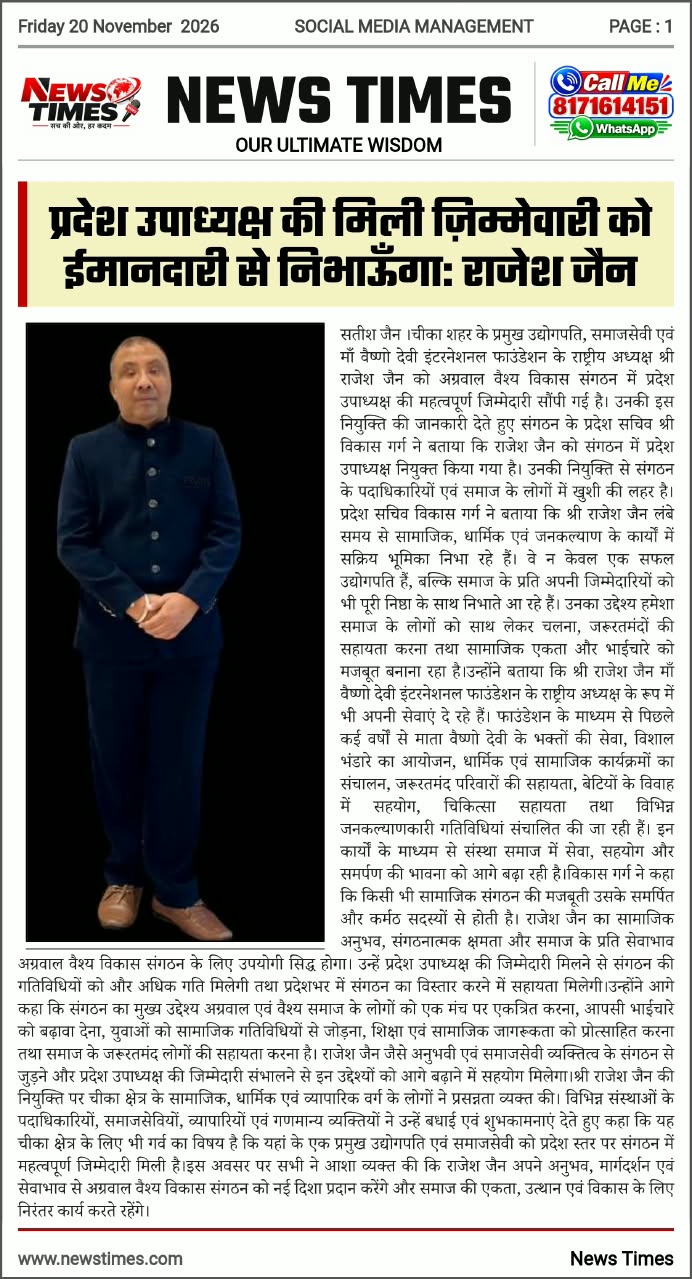 Friday 20 November 2026
SOCIAL MEDIA MANAGEMENT
PAGE : 1
NEWS
TIMES
सच की ओर, हर कदम
NEWS TIMES
OUR ULTIMATE WISDOM
Call Me
8171614151
WhatsApp
प्रदेश उपाध्यक्ष की मिली ज़िम्मेवारी को
ईमानदारी से निभाऊँगा: राजेश जैन
सतीश जैन ।चीका शहर के प्रमुख उद्योगपति, समाजसेवी एवं
माँ वैष्णो देवी इंटरनेशनल फाउंडेशन के राष्ट्रीय अध्यक्ष श्री
राजेश जैन को अग्रवाल वैश्य विकास संगठन में प्रदेश
उपाध्यक्ष की महत्वपूर्ण जिम्मेदारी सौंपी गई है। उनकी इस
नियुक्ति की जानकारी देते हुए संगठन के प्रदेश सचिव श्री
विकास गर्ग ने बताया कि राजेश जैन को संगठन में प्रदेश
उपाध्यक्ष नियुक्त किया गया है। उनकी नियुक्ति से संगठन
के पदाधिकारियों एवं समाज के लोगों में खुशी की लहर है।
प्रदेश सचिव विकास गर्ग ने बताया कि श्री राजेश जैन लंबे
समय से सामाजिक, धार्मिक एवं जनकल्याण के कार्यों में
सक्रिय भूमिका निभा रहे हैं। वे न केवल एक सफल
उद्योगपति हैं, बल्कि समाज के प्रति अपनी जिम्मेदारियों को
भी पूरी निष्ठा के साथ निभाते आ रहे हैं। उनका उद्देश्य हमेशा
समाज के लोगों को साथ लेकर चलना, जरूरतमंदों की
सहायता करना तथा सामाजिक एकता और भाईचारे को
मजबूत बनाना रहा है।उन्होंने बताया कि श्री राजेश जैन माँ
वैष्णो देवी इंटरनेशनल फाउंडेशन के राष्ट्रीय अध्यक्ष के रूप में
भी अपनी सेवाएं दे रहे हैं। फाउंडेशन के माध्यम से पिछले
कई वर्षों से माता वैष्णो देवी के भक्तों की सेवा, विशाल
भंडारे का आयोजन, धार्मिक एवं सामाजिक कार्यक्रमों का
संचालन, जरूरतमंद परिवारों की सहायता, बेटियों के विवाह
में सहयोग, चिकित्सा सहायता तथा विभिन्न
जनकल्याणकारी गतिविधियां संचालित की जा रही हैं। इन
कार्यों के माध्यम से संस्था समाज में सेवा, सहयोग और
समर्पण की भावना को आगे बढ़ा रही है।विकास गर्ग ने कहा
कि किसी भी सामाजिक संगठन की मजबूती उसके समर्पित
और कर्मठ सदस्यों से होती है। राजेश जैन का सामाजिक
अनुभव, संगठनात्मक क्षमता और समाज के प्रति सेवाभाव
अग्रवाल वैश्य विकास संगठन के लिए उपयोगी सिद्ध होगा। उन्हें प्रदेश उपाध्यक्ष की जिम्मेदारी मिलने से संगठन की
गतिविधियों को और अधिक गति मिलेगी तथा प्रदेशभर में संगठन का विस्तार करने में सहायता मिलेगी।उन्होंने आगे
कहा कि संगठन का मुख्य उद्देश्य अग्रवाल एवं वैश्य समाज के लोगों को एक मंच पर एकत्रित करना, आपसी भाईचारे
को बढ़ावा देना, युवाओं को सामाजिक गतिविधियों से जोड़ना, शिक्षा एवं सामाजिक जागरूकता को प्रोत्साहित करना
तथा समाज के जरूरतमंद लोगों की सहायता करना है। राजेश जैन जैसे अनुभवी एवं समाजसेवी व्यक्तित्व के संगठन से
जुड़ने और प्रदेश उपाध्यक्ष की जिम्मेदारी संभालने से इन उद्देश्यों को आगे बढ़ाने में सहयोग मिलेगा।श्री राजेश जैन की
नियुक्ति पर चीका क्षेत्र के सामाजिक, धार्मिक एवं व्यापारिक वर्ग के लोगों ने प्रसन्नता व्यक्त की। विभिन्न संस्थाओं के
पदाधिकारियों, समाजसेवियों, व्यापारियों एवं गणमान्य व्यक्तियों ने उन्हें बधाई एवं शुभकामनाएं देते हुए कहा कि यह
चीका क्षेत्र के लिए भी गर्व का विषय है कि यहां के एक प्रमुख उद्योगपति एवं समाजसेवी को प्रदेश स्तर पर संगठन में
महत्वपूर्ण जिम्मेदारी मिली है।इस अवसर पर सभी ने आशा व्यक्त की कि राजेश जैन अपने अनुभव, मार्गदर्शन एवं
सेवाभाव से अग्रवाल वैश्य विकास संगठन को नई दिशा प्रदान करेंगे और समाज की एकता, उत्थान एवं विकास के लिए
निरंतर कार्य करते रहेंगे।
www.newstimes.com
News Times